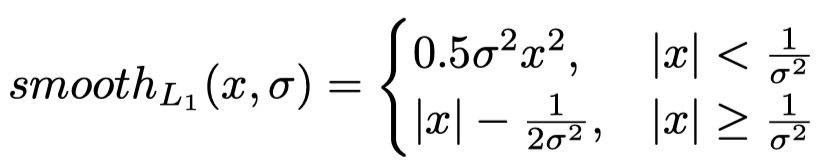 smooth_{L_1}(x, σ) = { 0.5σ²x², |x| < 1/σ²
|x| − 1/2σ², |x| ≥ 1/σ²